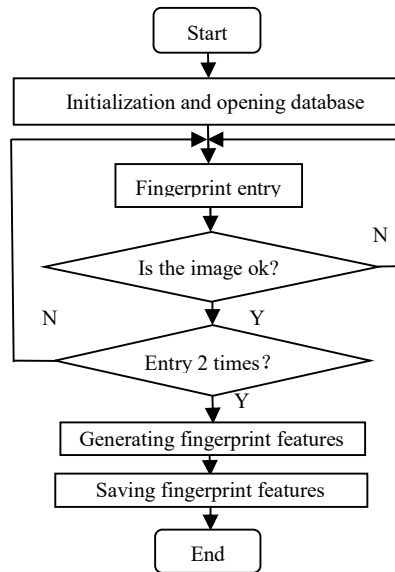 Start
Initialization and opening database
Fingerprint entry
N
Is the image ok?
N
Y
Entry 2 times?
Y
Generating fingerprint features
Saving fingerprint features
End